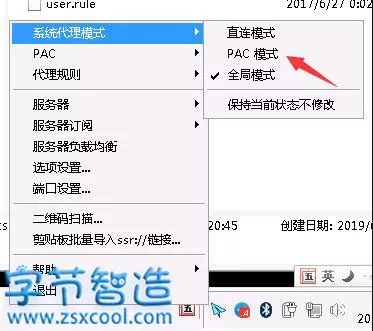 user.rule
2017/6/27 0:02
系统代理模式
PAC
代理规则
服务器
服务器订阅
服务器负载均衡
选项设置...
端口设置...
二维码扫描...
剪贴板批量导入ssr://链接...
帮助
退出
直连模式
PAC 模式
全局模式
保持当前状态不修改
20:45
创建日期: 2019/6
五 英
字节智造
www.zsxcool.com
五
20